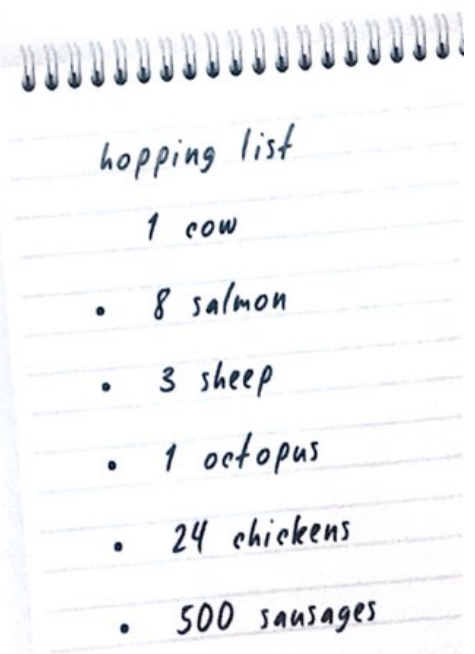 hopping list
1 cow
• 8 salmon
• 3 sheep
• 1 octopus
• 24 chickens
• 500 sausages